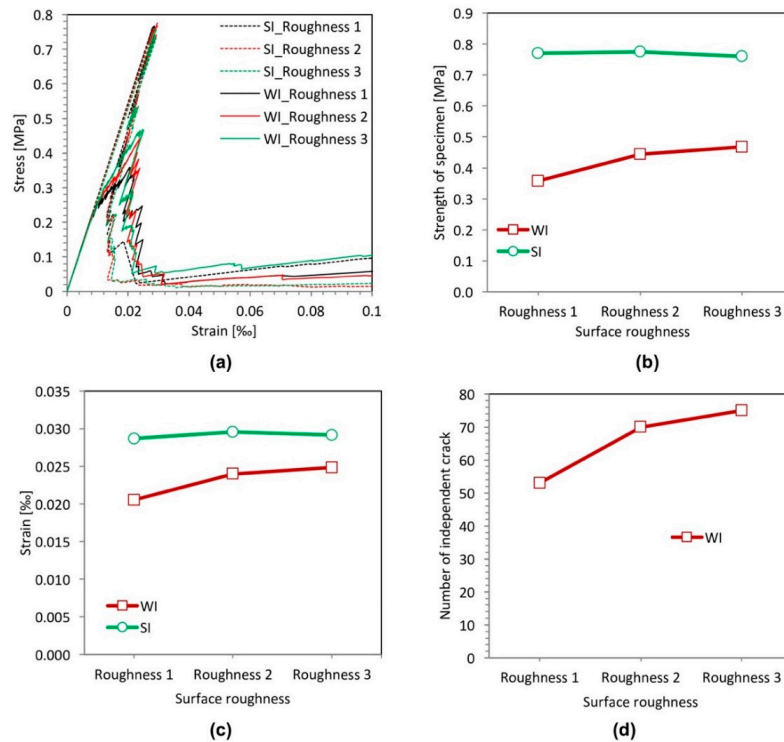 0.8
0.7
0.6
0.5
0.4
0.3
0.2
0.1
0
Stress [MPa]
0
0.02
0.04
0.06
0.08
0.1
Strain [‰]
SI_Roughness 1
SI_Roughness 2
SI_Roughness 3
WI_Roughness 1
WI_Roughness 2
WI_Roughness 3
(a)
0.9
0.8
0.7
0.6
0.5
0.4
0.3
0.2
0.1
0.0
Strength of specimen [MPa]
WI
SI
Roughness 1
Roughness 2
Roughness 3
Surface roughness
(b)
0.035
0.030
0.025
0.020
0.015
0.010
0.005
0.000
Strain [‰]
WI
SI
Roughness 1
Roughness 2
Roughness 3
Surface roughness
(c)
80
70
60
50
40
30
20
10
0
Number of independent crack
WI
Roughness 1
Roughness 2
Roughness 3
Surface roughness
(d)